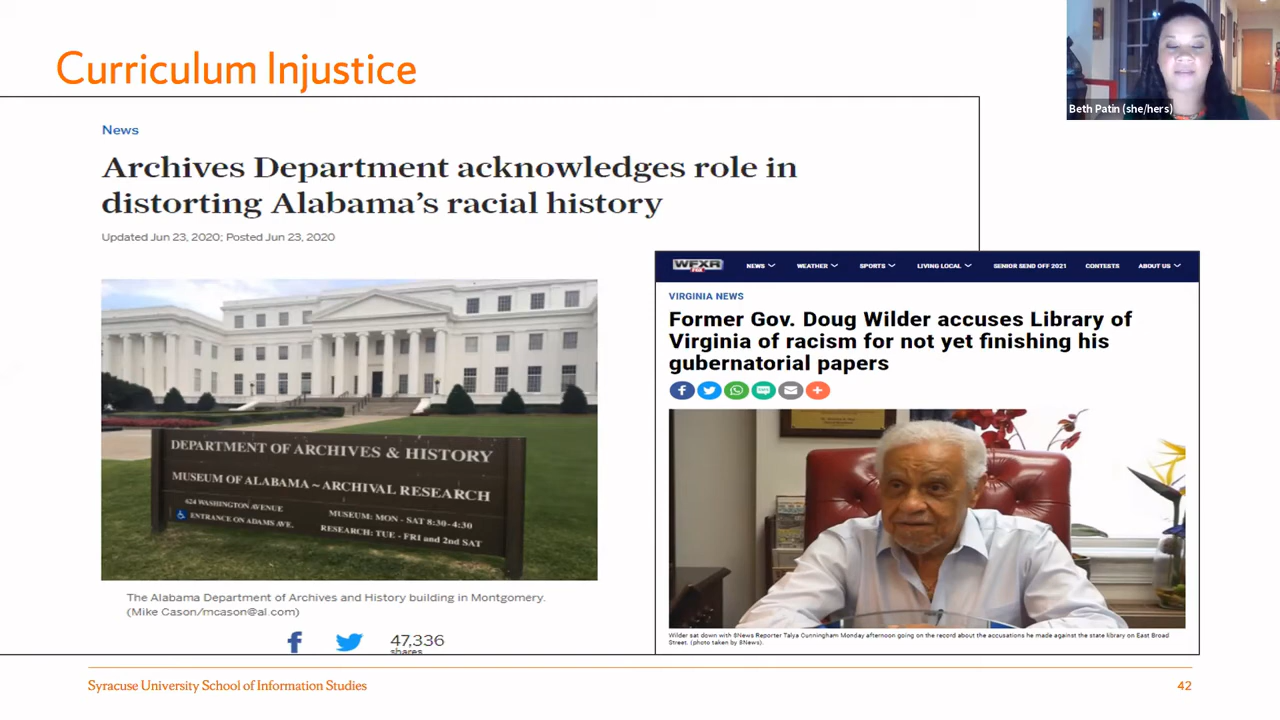 Curriculum Injustice
Beth Patin (she/hers)
News
Archives Department acknowledges role in
distorting Alabama's racial history
Updated Jun 23, 2020; Posted Jun 23, 2020
DEPARTMENT OF ARCHIVES & HISTORY
MUSEUM OF ALABAMA ~ ARCHIVAL RESEARCH
624 WASHINGTON AVENUE
ENTRANCE ON ADAMS AVE.
MUSEUM: MON - SAT 8:30-4:30
RESEARCH: TUE - FRI and 2nd SAT
The Alabama Department of Archives and History building in Montgomery.
(Mike Cason/mcason@al.com)
47,336
shares
WFXR
FOX
NEWS WEATHER SPORTS LIVING LOCAL SENIOR SEND OFF 2021 CONTESTS ABOUT US
VIRGINIA NEWS
Former Gov. Doug Wilder accuses Library of
Virginia of racism for not yet finishing his
gubernatorial papers
Wilder sat down with 8News Reporter Talya Cunningham Monday afternoon going on the record about the accusations he made against the state library on East Broad
Street. (photo taken by 8News).
Syracuse University School of Information Studies
42